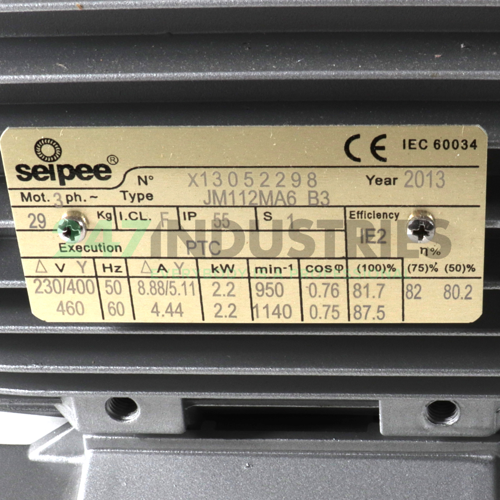 seipee® CE IEC 60034
N° X13052298 Year 2013
Mot. 3 ph.~ Type JM112MA6 B3
29 Kg I.CL. F IP 55 S 1 Efficiency
Execution PTC IE2 η%
△ V Y Hz △ A Y kW min-¹ cosφ (100)% (75)% (50)%
230/400 50 8.88/5.11 2.2 950 0.76 81.7 82 80.2
460 60 4.44 2.2 1140 0.75 87.5
247 INDUSTRIES